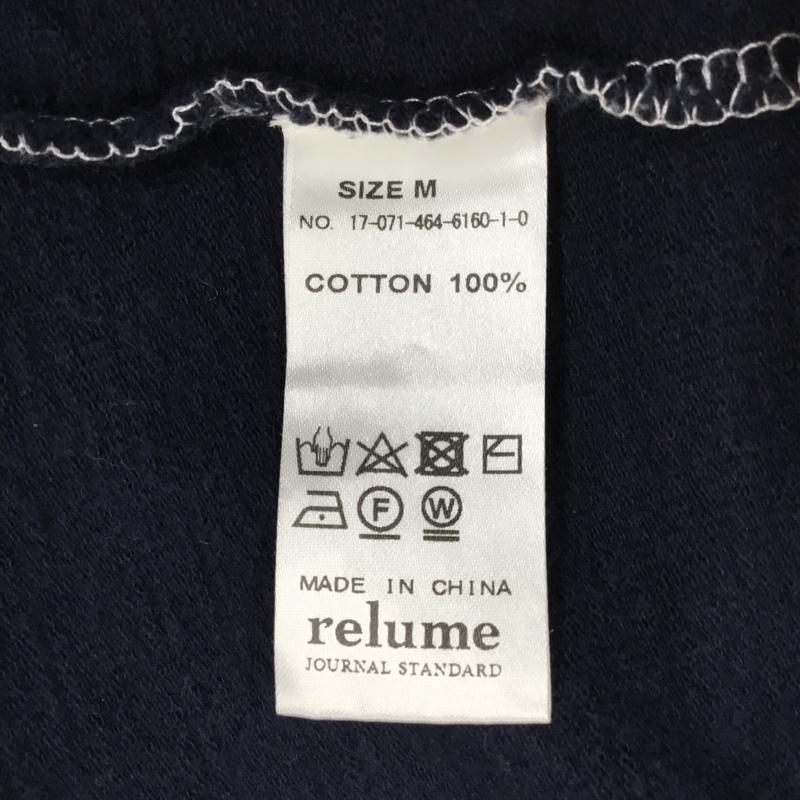 SIZE M
NO. 17-071-464-6160-1-0
COTTON 100%
F W
MADE IN CHINA
relume
JOURNAL STANDARD